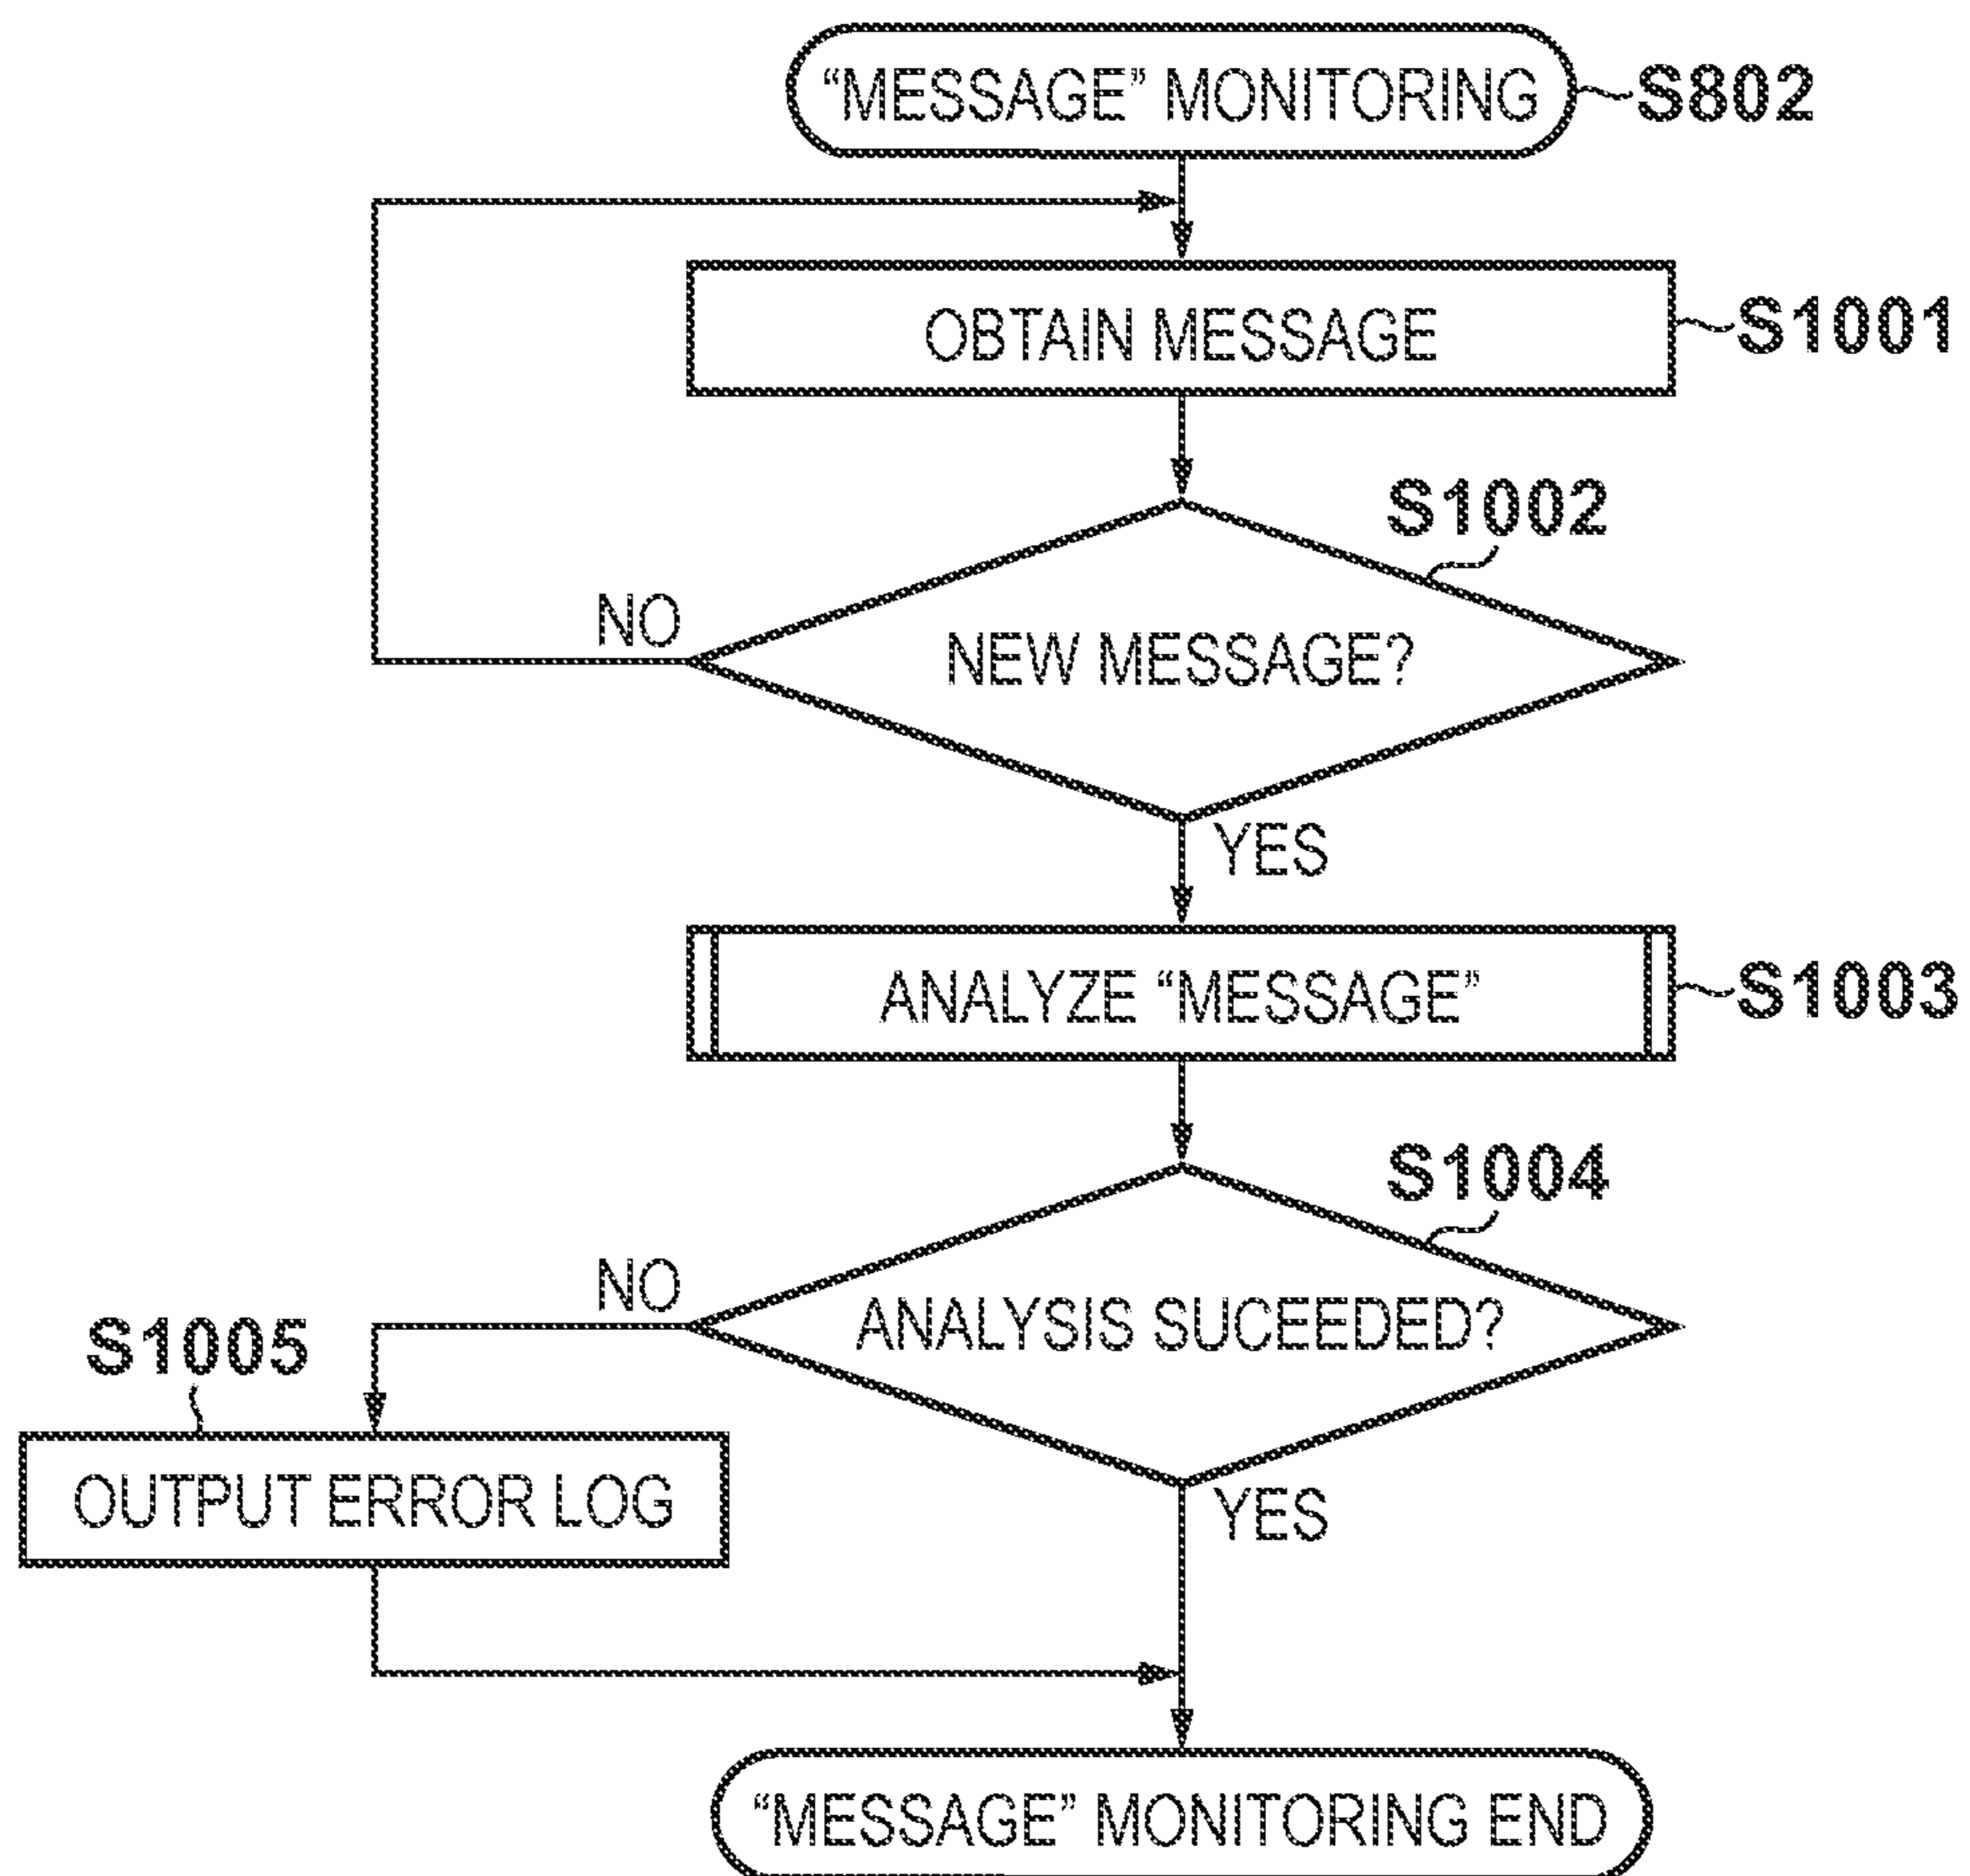 “MESSAGE” MONITORING
S802
OBTAIN MESSAGE
S1001
S1002
NO
NEW MESSAGE?
YES
ANALYZE “MESSAGE”
S1003
S1004
NO
ANALYSIS SUCEEDED?
S1005
OUTPUT ERROR LOG
YES
“MESSAGE” MONITORING END